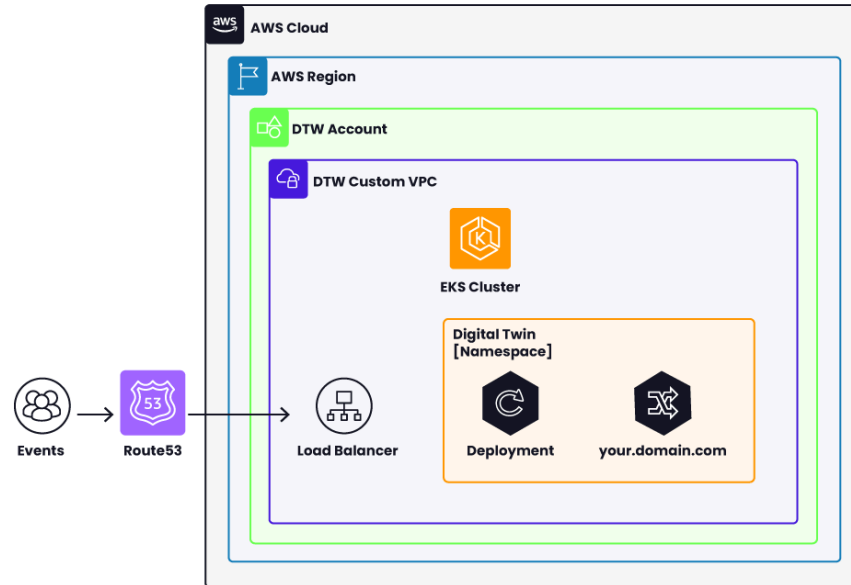 aws
AWS Cloud
AWS Region
DTW Account
DTW Custom VPC
K
EKS Cluster
Digital Twin
[Namespace]
53
Events
Route53
Load Balancer
Deployment
your.domain.com